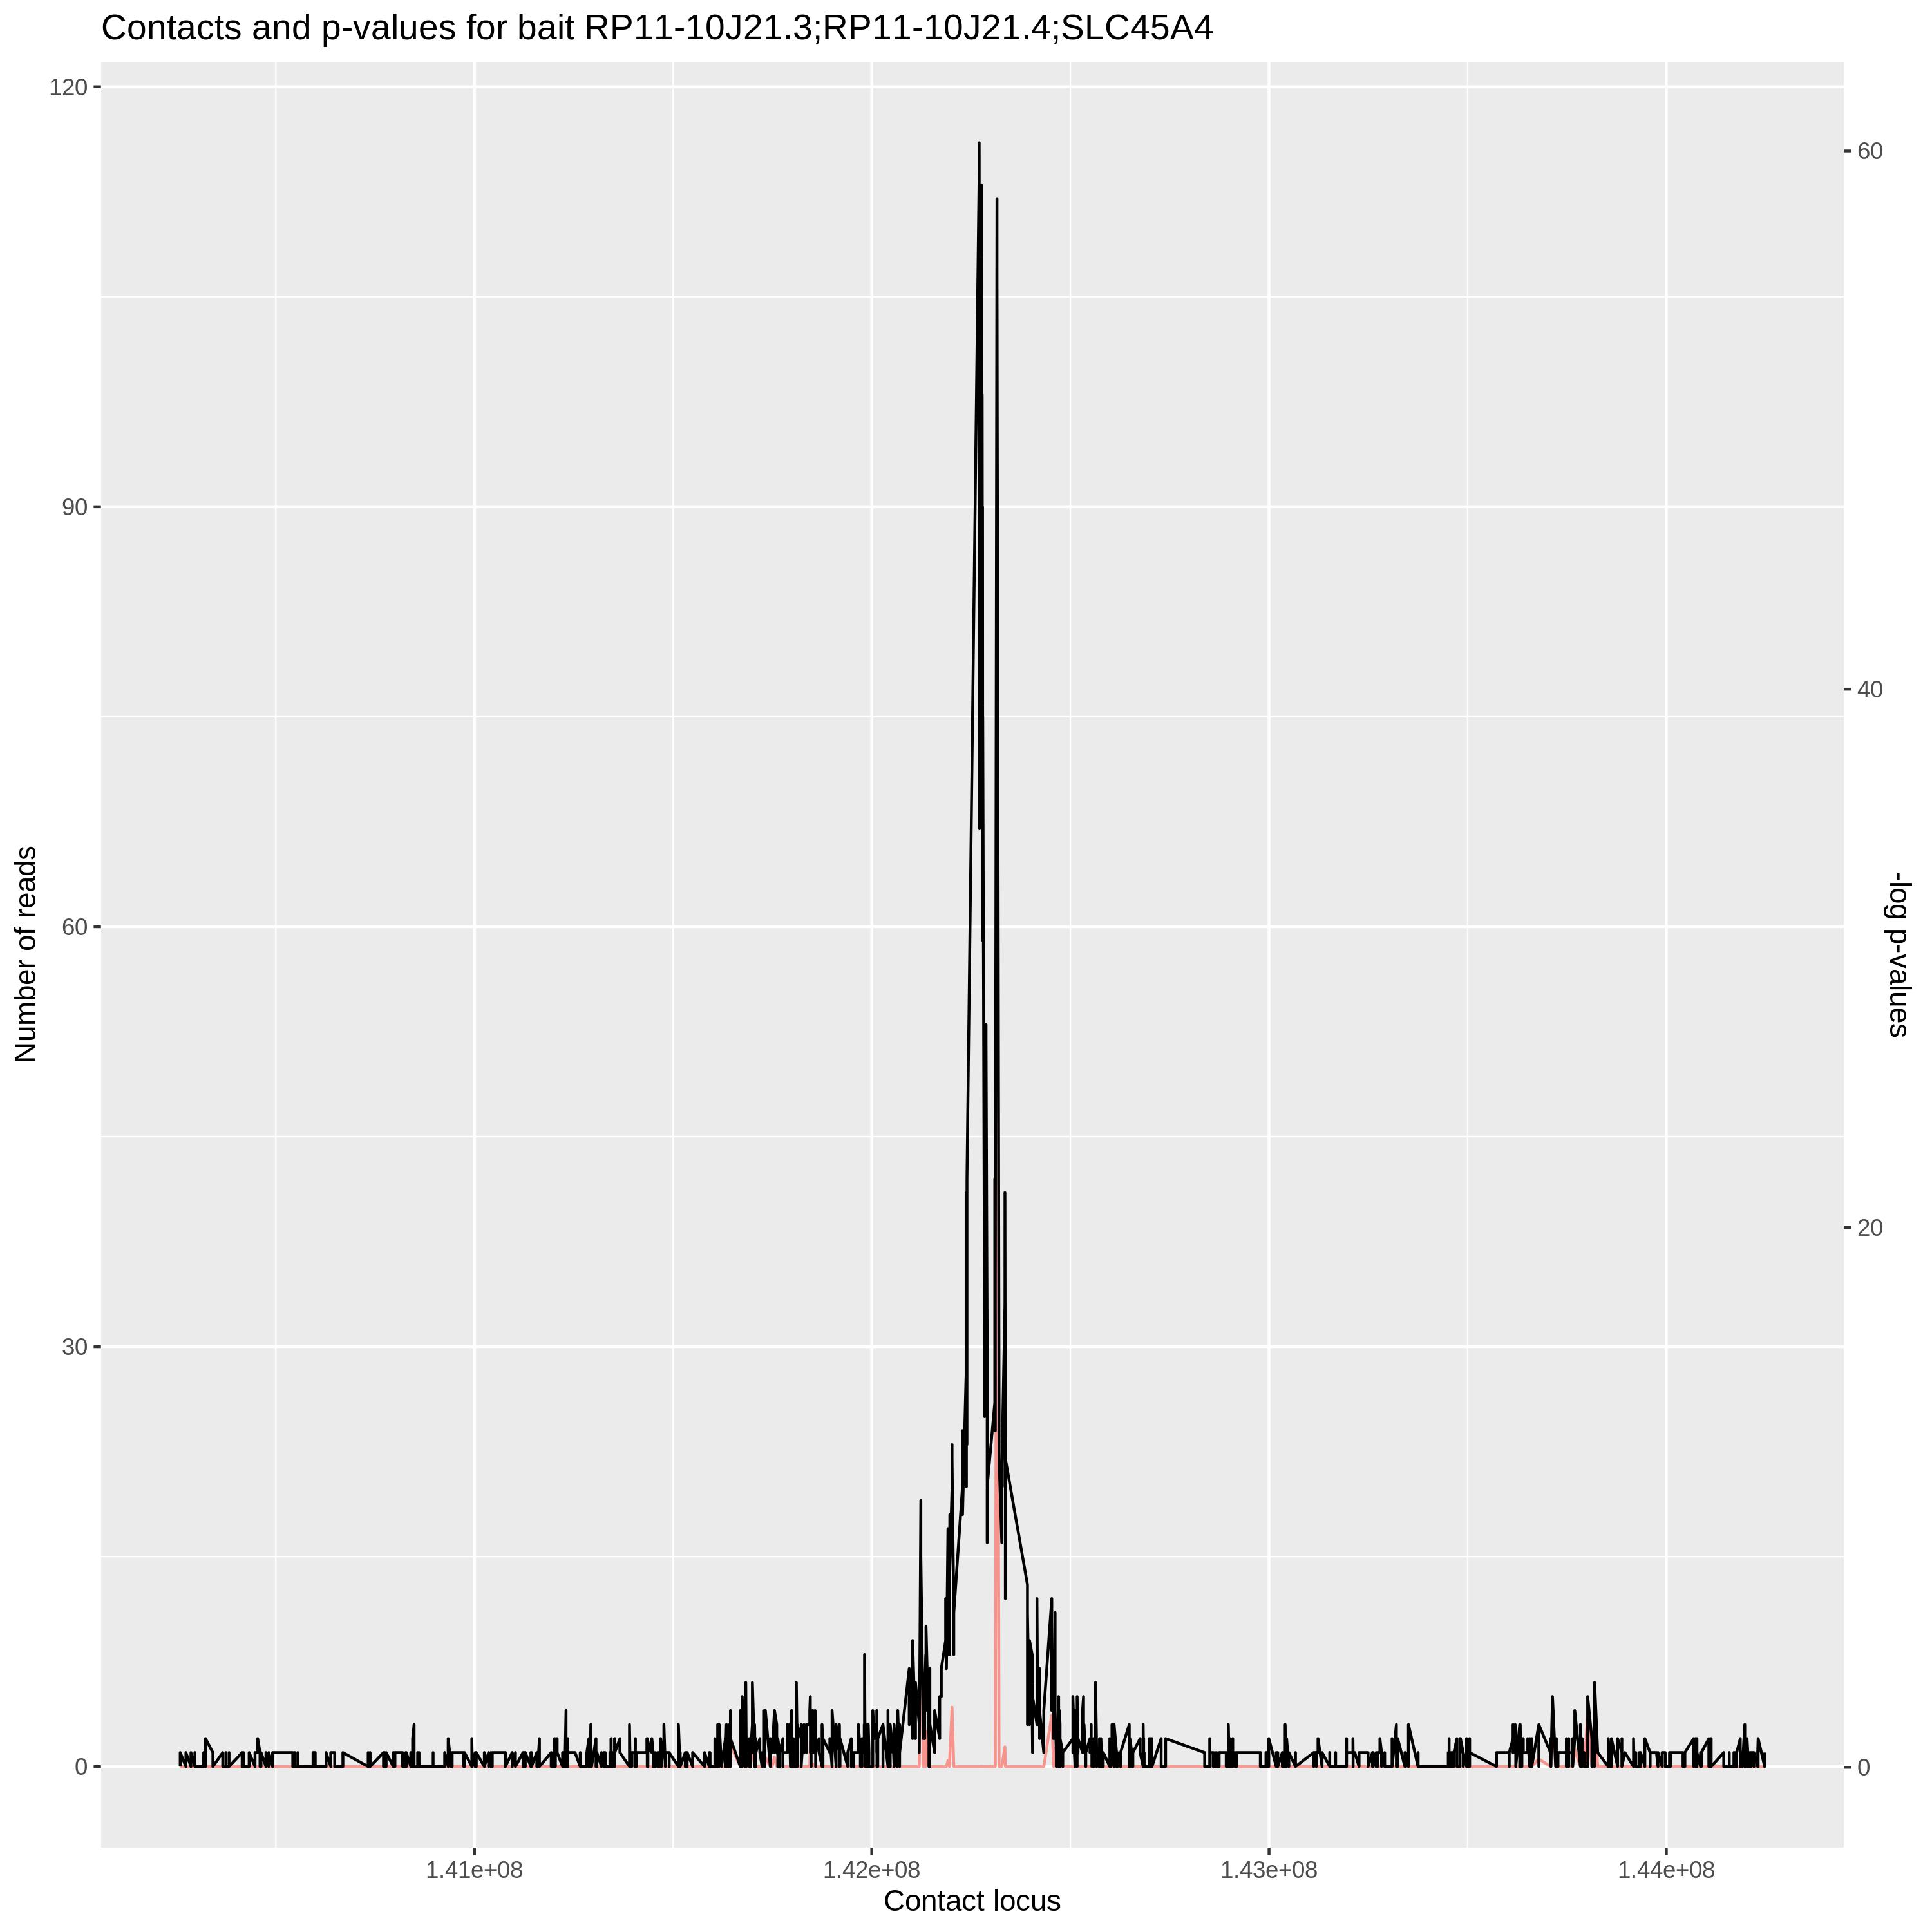 Contacts and p-values for bait RP11-10J21.3;RP11-10J21.4;SLC45A4
120
90
60
30
0
Number of reads
60
40
20
0
-log p-values
1.41e+08
1.42e+08
1.43e+08
1.44e+08
Contact locus